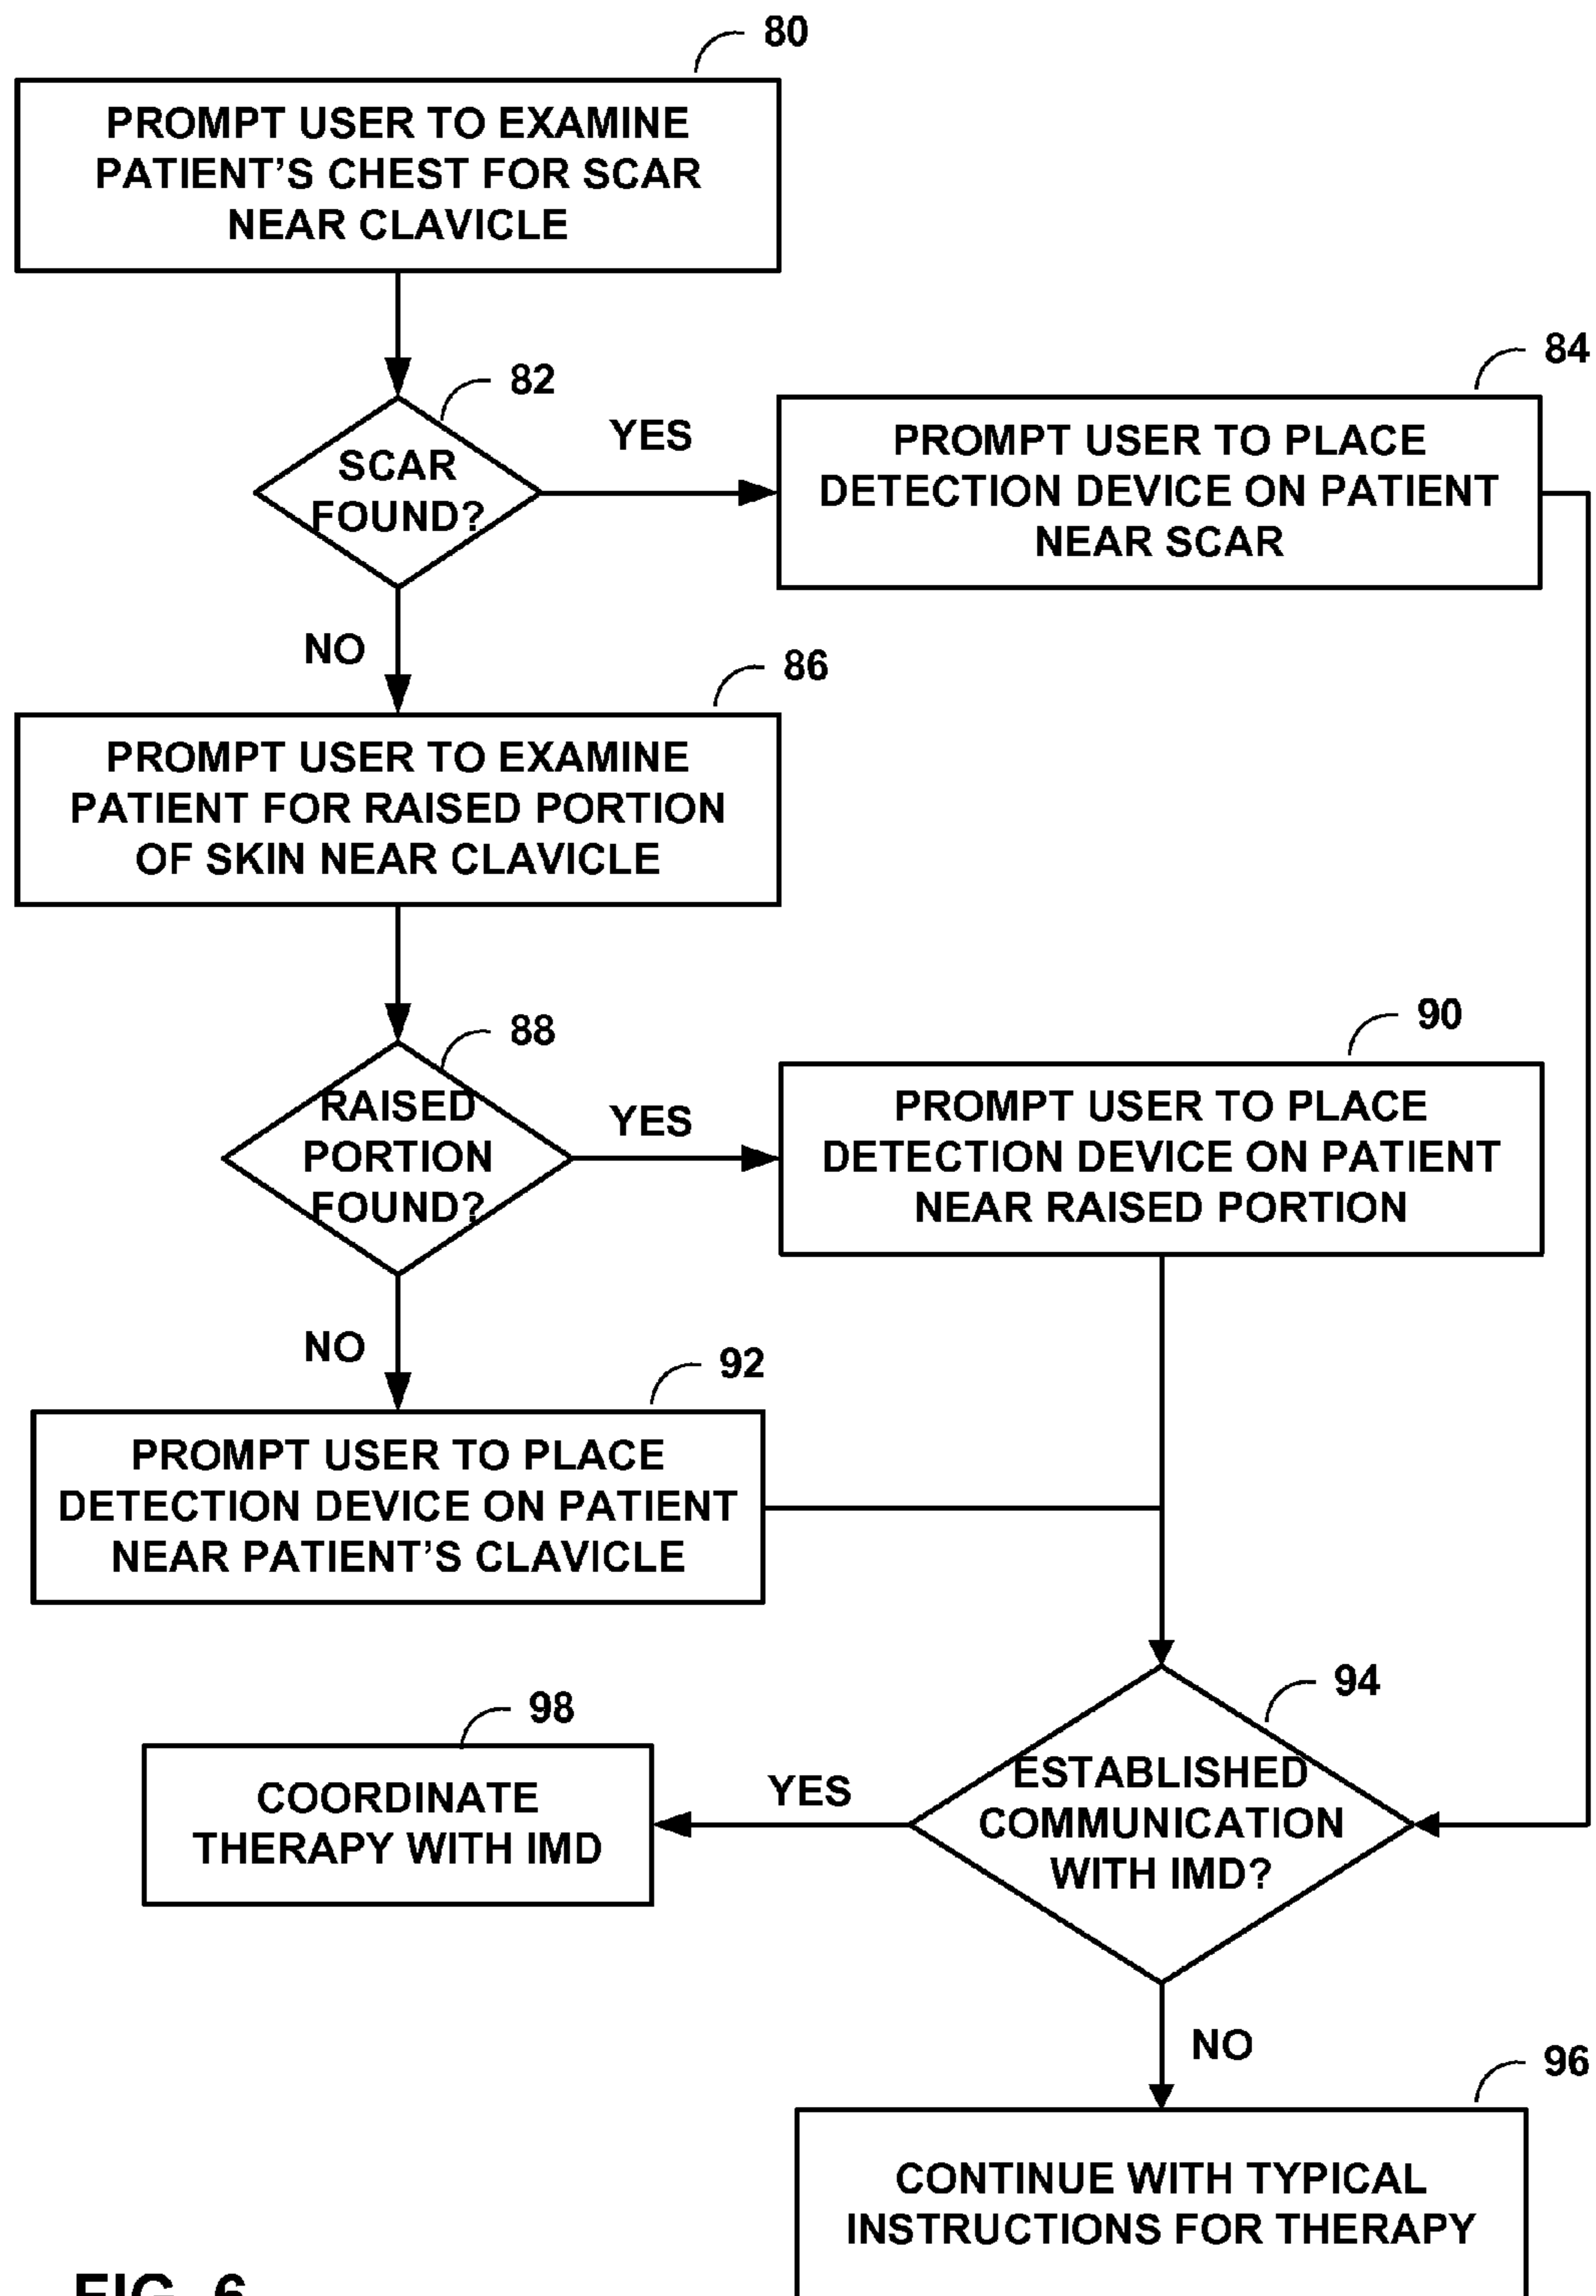 80
PROMPT USER TO EXAMINE
PATIENT'S CHEST FOR SCAR
NEAR CLAVICLE
82
SCAR
FOUND?
YES
84
PROMPT USER TO PLACE
DETECTION DEVICE ON PATIENT
NEAR SCAR
NO
86
PROMPT USER TO EXAMINE
PATIENT FOR RAISED PORTION
OF SKIN NEAR CLAVICLE
88
RAISED
PORTION
FOUND?
YES
90
PROMPT USER TO PLACE
DETECTION DEVICE ON PATIENT
NEAR RAISED PORTION
NO
92
PROMPT USER TO PLACE
DETECTION DEVICE ON PATIENT
NEAR PATIENT'S CLAVICLE
94
ESTABLISHED
COMMUNICATION
WITH IMD?
YES
98
COORDINATE
THERAPY WITH IMD
NO
96
CONTINUE WITH TYPICAL
INSTRUCTIONS FOR THERAPY
FIG. 6